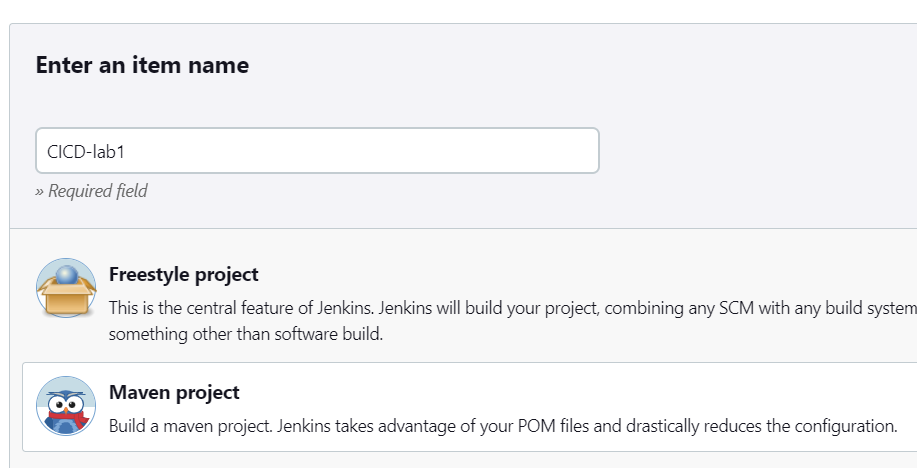 Enter an item name
CICD-lab1
» Required field
Freestyle project
This is the central feature of Jenkins. Jenkins will build your project, combining any SCM with any build system
something other than software build.
Maven project
Build a maven project. Jenkins takes advantage of your POM files and drastically reduces the configuration.